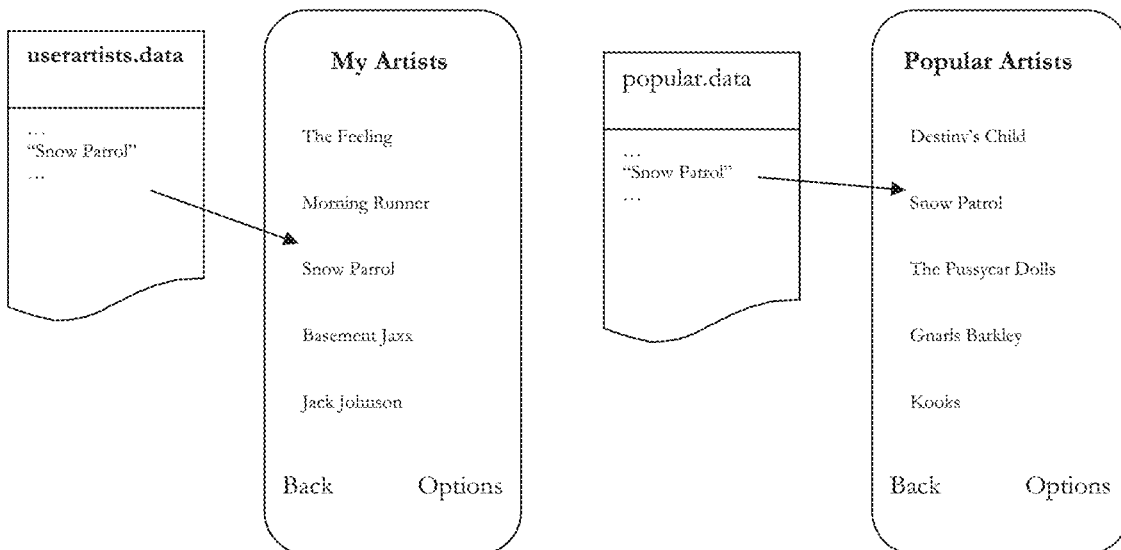 userartists.data
...
“Snow Patrol”
...
My Artists
The Feeling
Morning Runner
Snow Patrol
Basement Jaxx
Jack Johnson
Back
Options
popular.data
...
“Snow Patrol”
...
Popular Artists
Destiny's Child
Snow Patrol
The Pussycat Dolls
Gnarls Barkley
Kooks
Back
Options